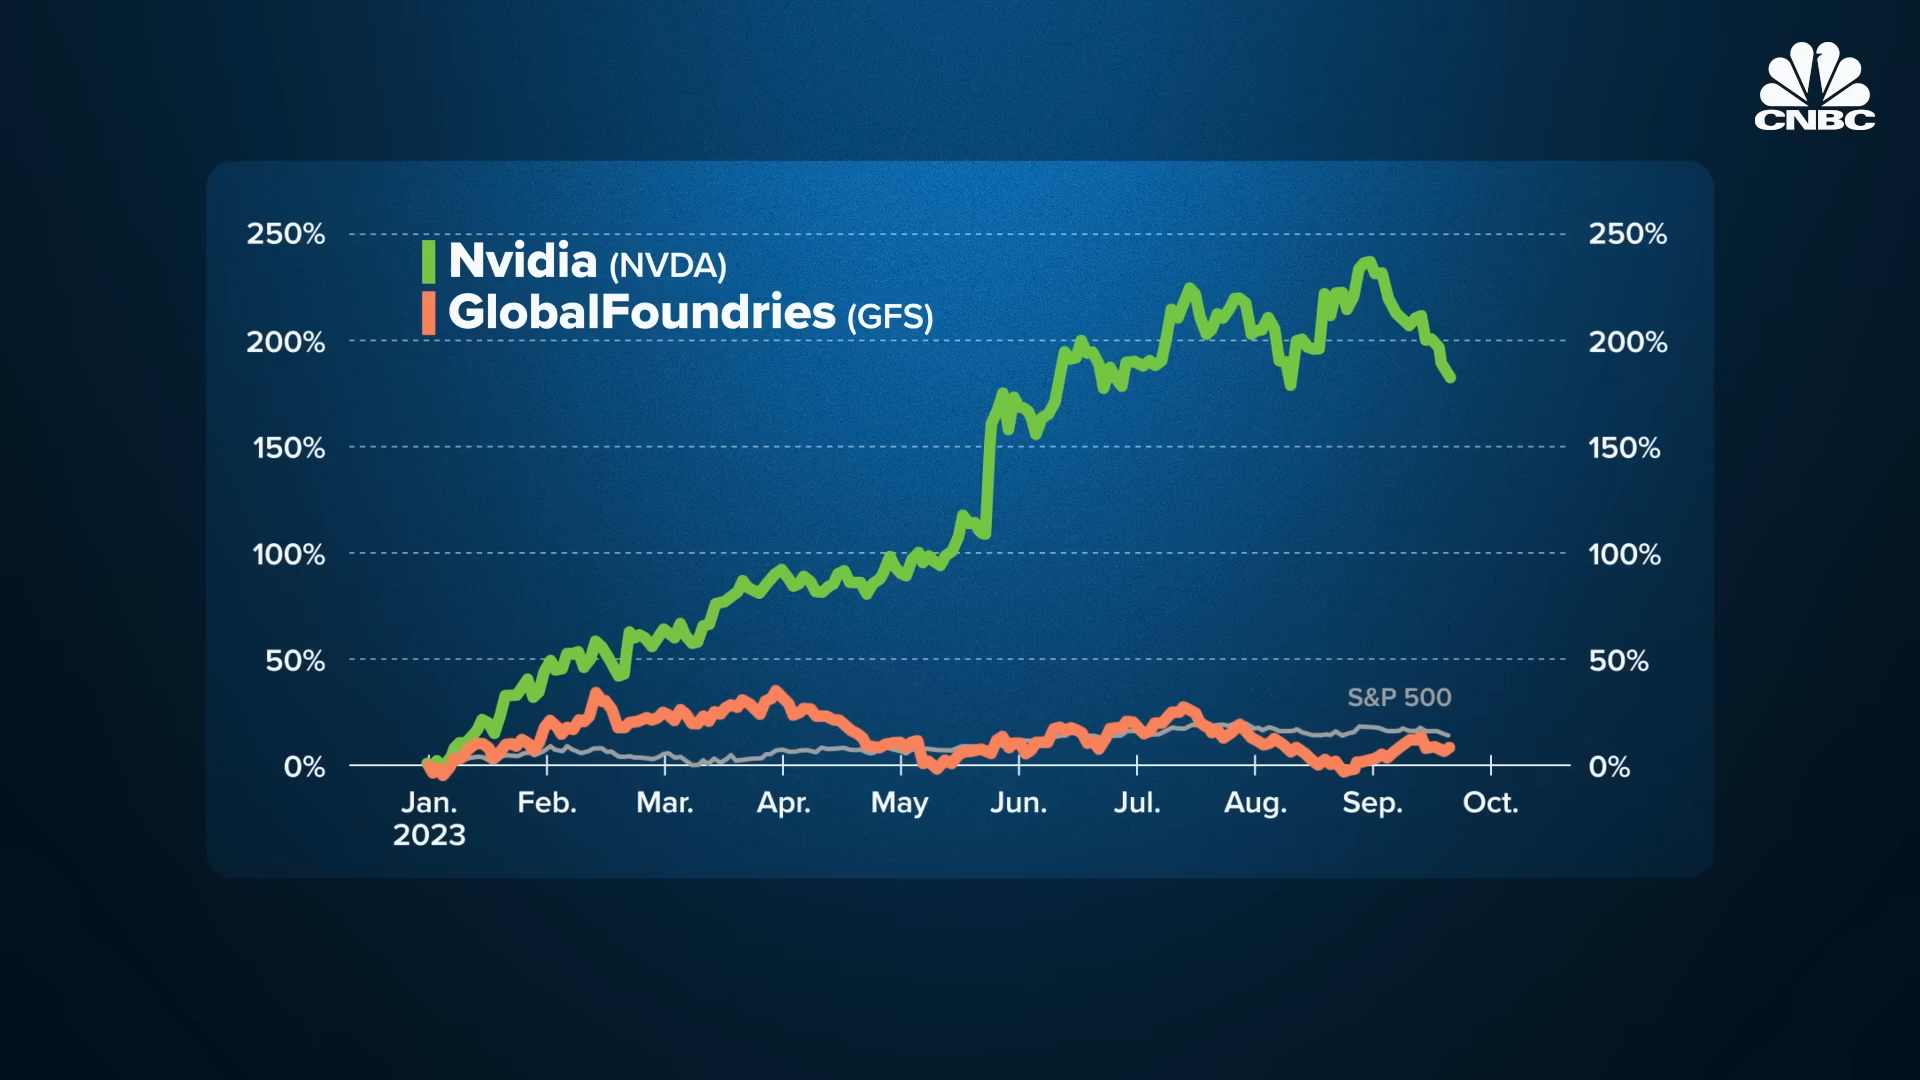 CNBC
Nvidia (NVDA)
GlobalFoundries (GFS)
250% 250%
200% 200%
150% 150%
100% 100%
50% 50%
S&P 500
0% 0%
Jan. Feb. Mar. Apr. May Jun. Jul. Aug. Sep. Oct.
2023